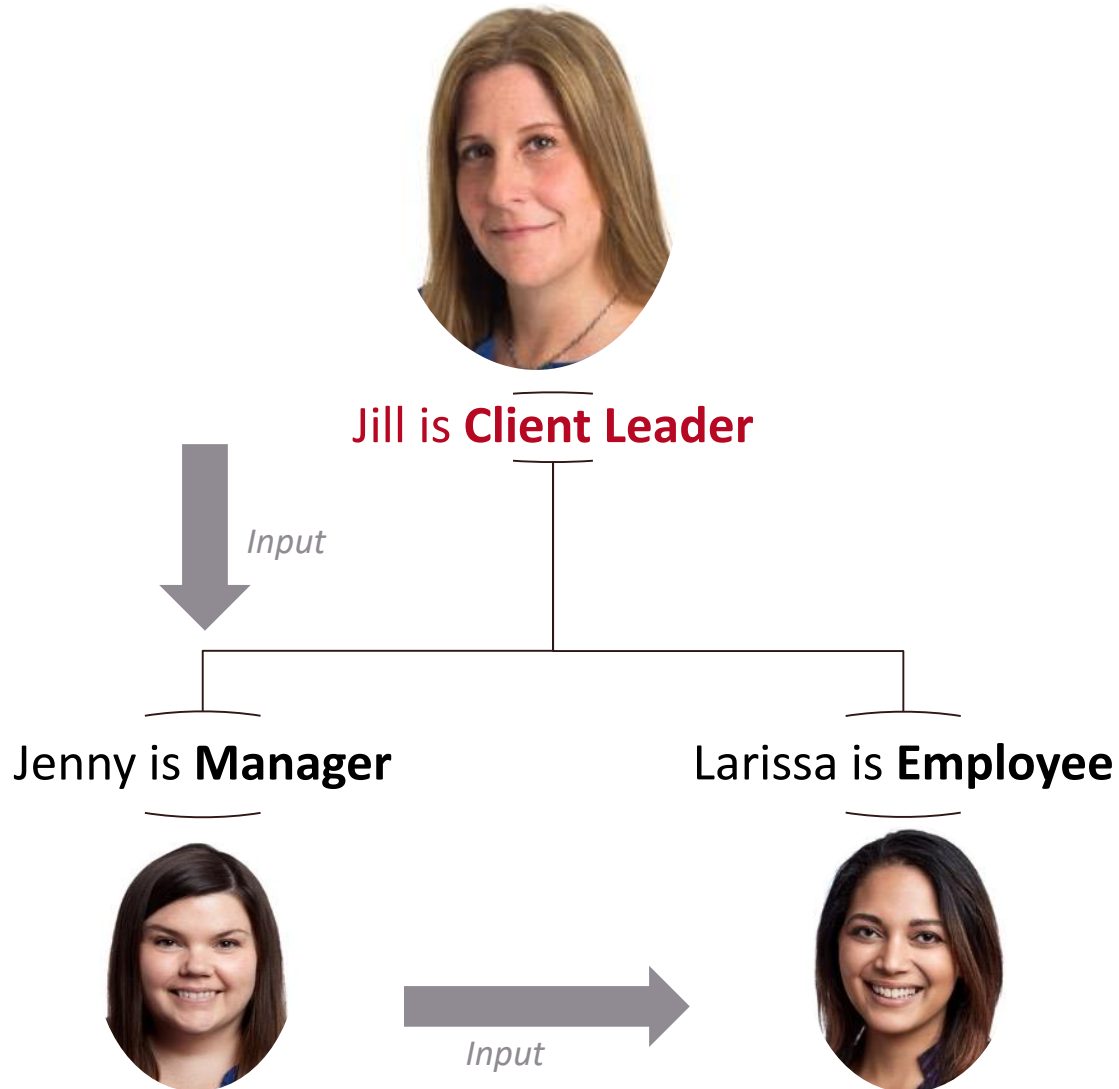 Jill is Client Leader
Input
Jenny is Manager
Larissa is Employee
Input